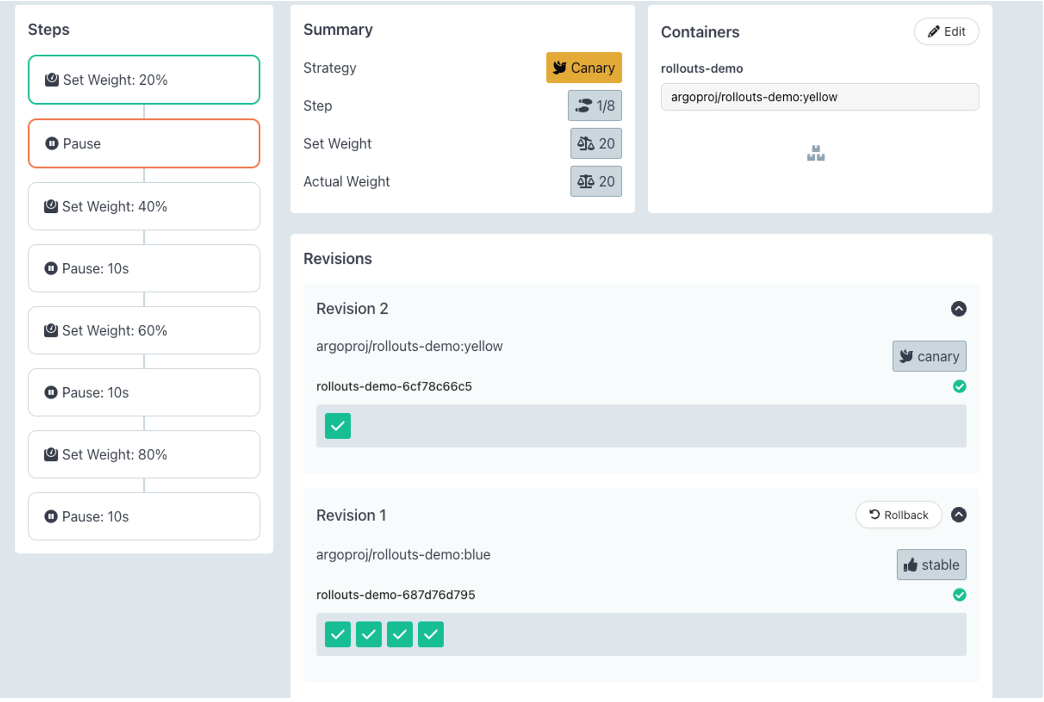 Steps
Set Weight: 20%
Pause
Set Weight: 40%
Pause: 10s
Set Weight: 60%
Pause: 10s
Set Weight: 80%
Pause: 10s
Summary
Strategy Canary
Step 1/8
Set Weight 20
Actual Weight 20
Containers Edit
rollouts-demo
argoproj/rollouts-demo:yellow
Revisions
Revision 2
argoproj/rollouts-demo:yellow
canary
rollouts-demo-6cf78c66c5
Revision 1 Rollback
argoproj/rollouts-demo:blue
stable
rollouts-demo-687d76d795